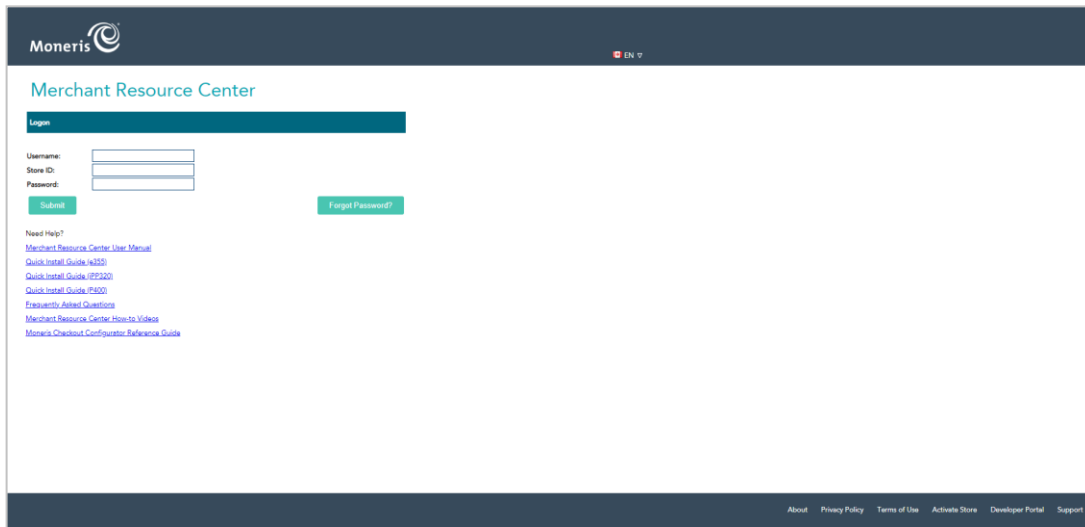 Moneris
EN
Merchant Resource Center
Logon
Username:
Store ID:
Password:
Submit Forgot Password?
Need Help?
Merchant Resource Center User Manual
Quick Install Guide (e355)
Quick Install Guide (iPP320)
Quick Install Guide (P400)
Frequently Asked Questions
Merchant Resource Center How-to Videos
Moneris Checkout Configurator Reference Guide
About Privacy Policy Terms of Use Activate Store Developer Portal Support